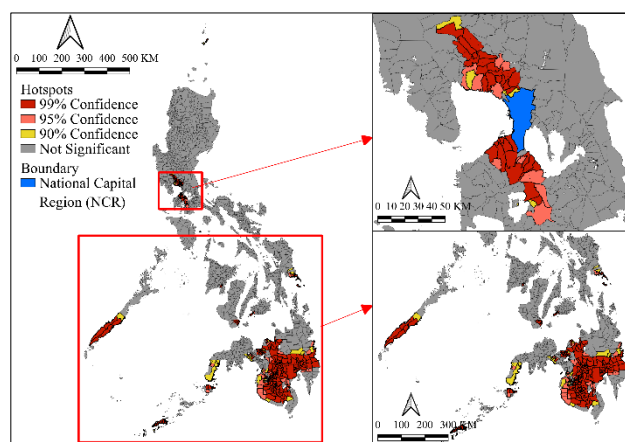 0 100 200 300 400 500 KM
Hotspots
99% Confidence
95% Confidence
90% Confidence
Not Significant
Boundary
National Capital
Region (NCR)
0 10 20 30 40 50 KM
0 100 200 300 KM